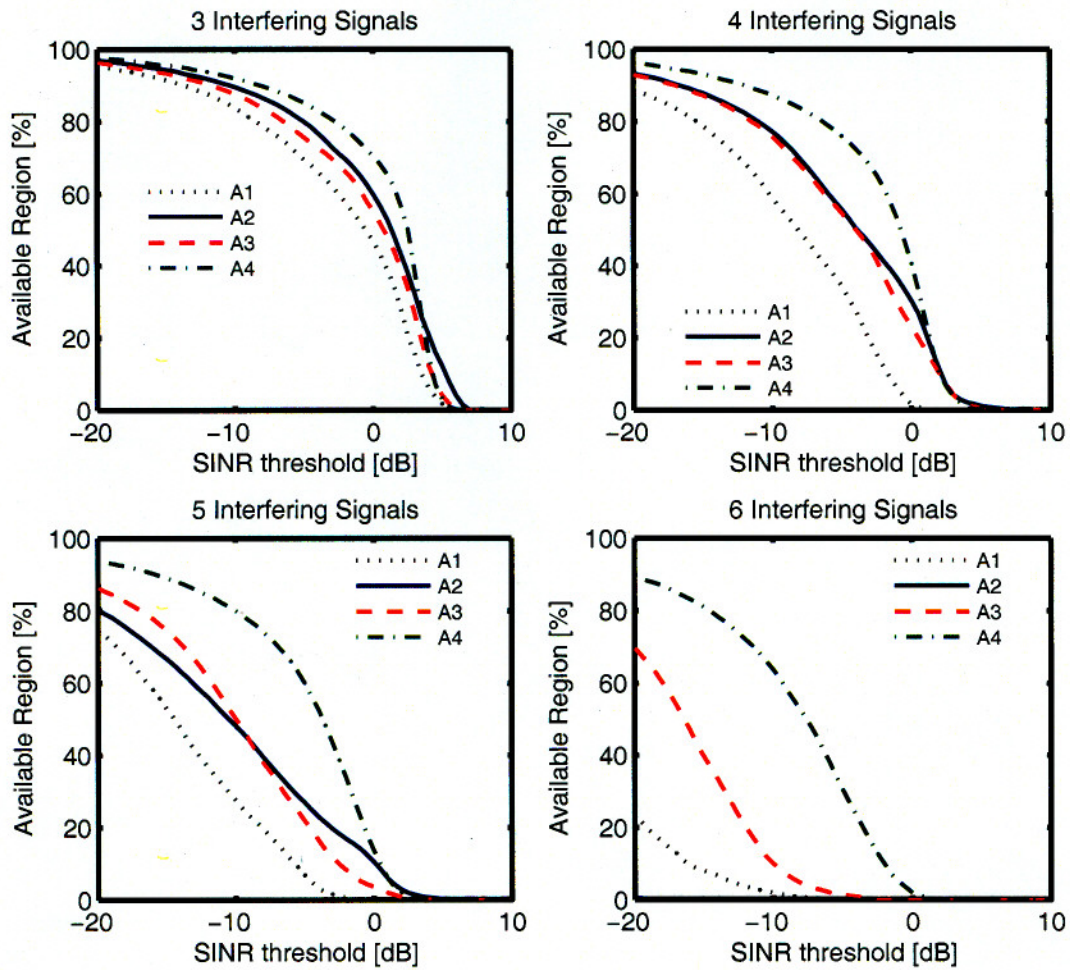 3 Interfering Signals
100
80
60
40
20
0
Available Region [%]
A1
A2
A3
A4
−20
−10
0
10
SINR threshold [dB]
4 Interfering Signals
100
80
60
40
20
0
Available Region [%]
A1
A2
A3
A4
−20
−10
0
10
SINR threshold [dB]
5 Interfering Signals
100
80
60
40
20
0
Available Region [%]
A1
A2
A3
A4
−20
−10
0
10
SINR threshold [dB]
6 Interfering Signals
100
80
60
40
20
0
Available Region [%]
A1
A2
A3
A4
−20
−10
0
10
SINR threshold [dB]